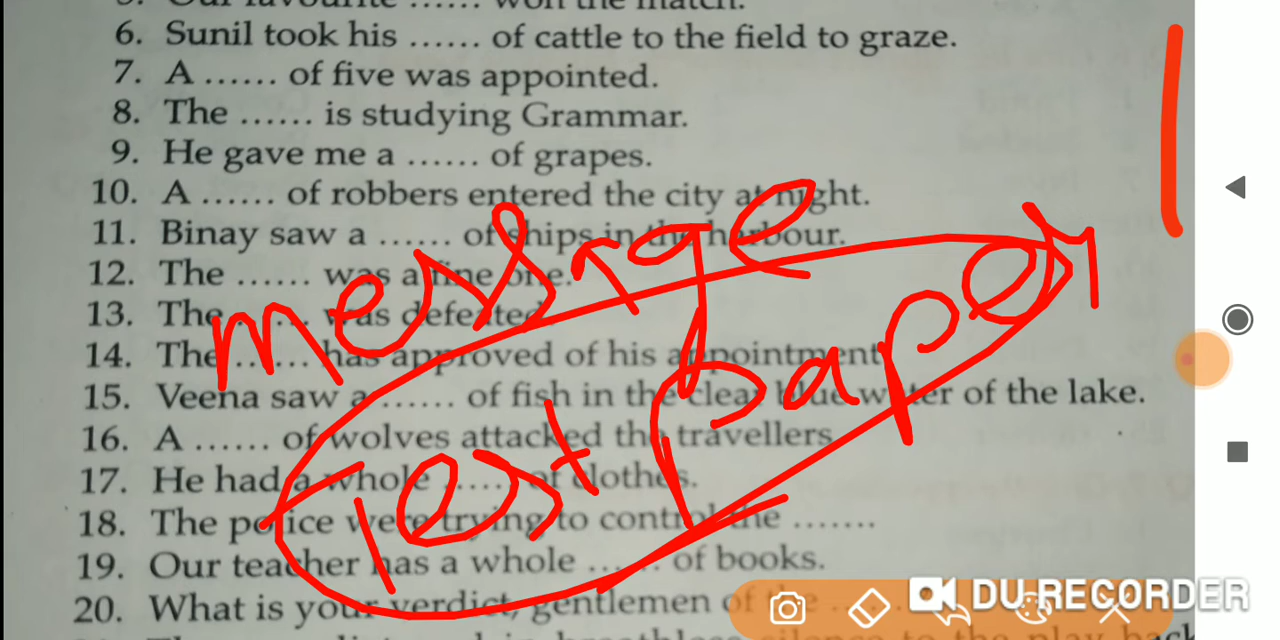 6. Sunil took his ...... of cattle to the field to graze.
7. A ...... of five was appointed.
8. The ...... is studying Grammar.
9. He gave me a ...... of grapes.
10. A ...... of robbers entered the city at night.
11. Binay saw a ...... of ships in the harbour.
12. The ...... was a fine one.
13. The ...... was defeated
14. The ...... has approved of his appointment
15. Veena saw a ...... of fish in the clear blue water of the lake.
16. A ...... of wolves attacked the travellers
17. He had a whole ...... of clothes.
18. The police were trying to control the .......
19. Our teacher has a whole ...... of books.
20. What is your verdict, gentlemen of the
message
Test paper
DU RECORDER